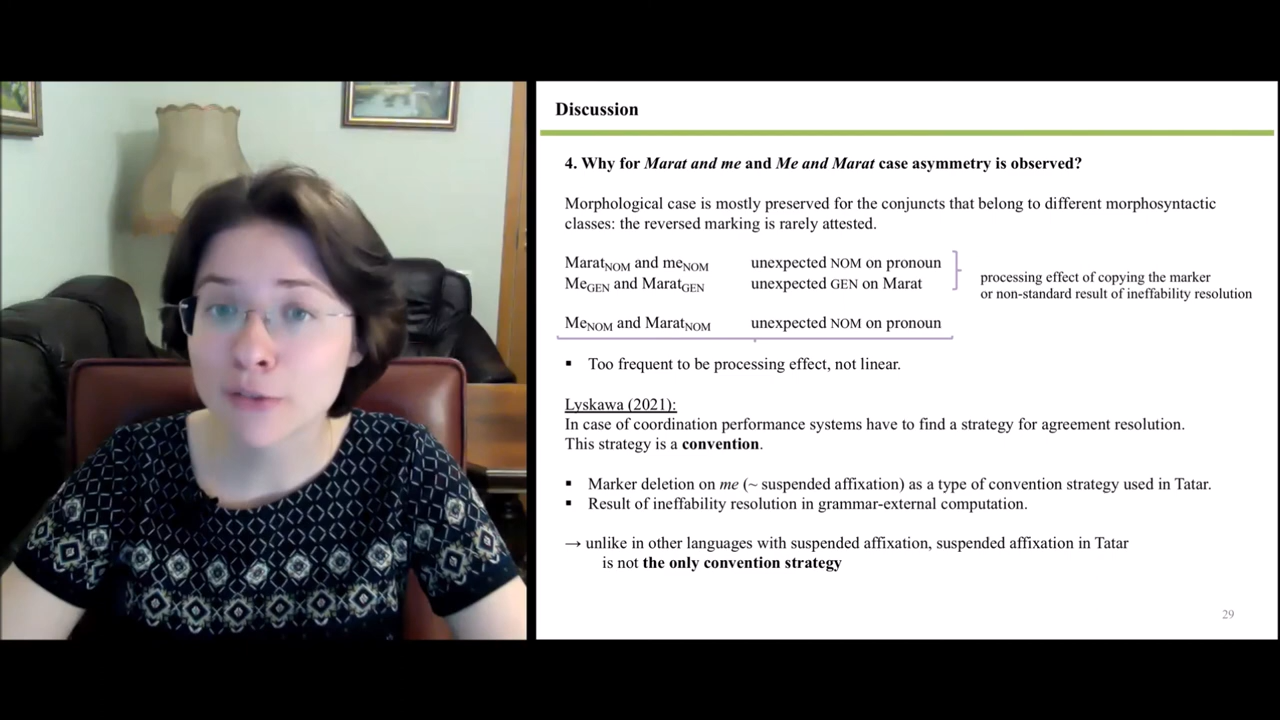 Discussion
4. Why for Marat and me and Me and Marat case asymmetry is observed?
Morphological case is mostly preserved for the conjuncts that belong to different morphosyntactic
classes: the reversed marking is rarely attested.
MaratNOM and meNOM unexpected NOM on pronoun
MeGEN and MaratGEN unexpected GEN on Marat
processing effect of copying the marker
or non-standard result of ineffability resolution
MeNOM and MaratNOM unexpected NOM on pronoun
▪ Too frequent to be processing effect, not linear.
Lyskawa (2021):
In case of coordination performance systems have to find a strategy for agreement resolution.
This strategy is a convention.
▪ Marker deletion on me (~ suspended affixation) as a type of convention strategy used in Tatar.
▪ Result of ineffability resolution in grammar-external computation.
→ unlike in other languages with suspended affixation, suspended affixation in Tatar
is not the only convention strategy
29